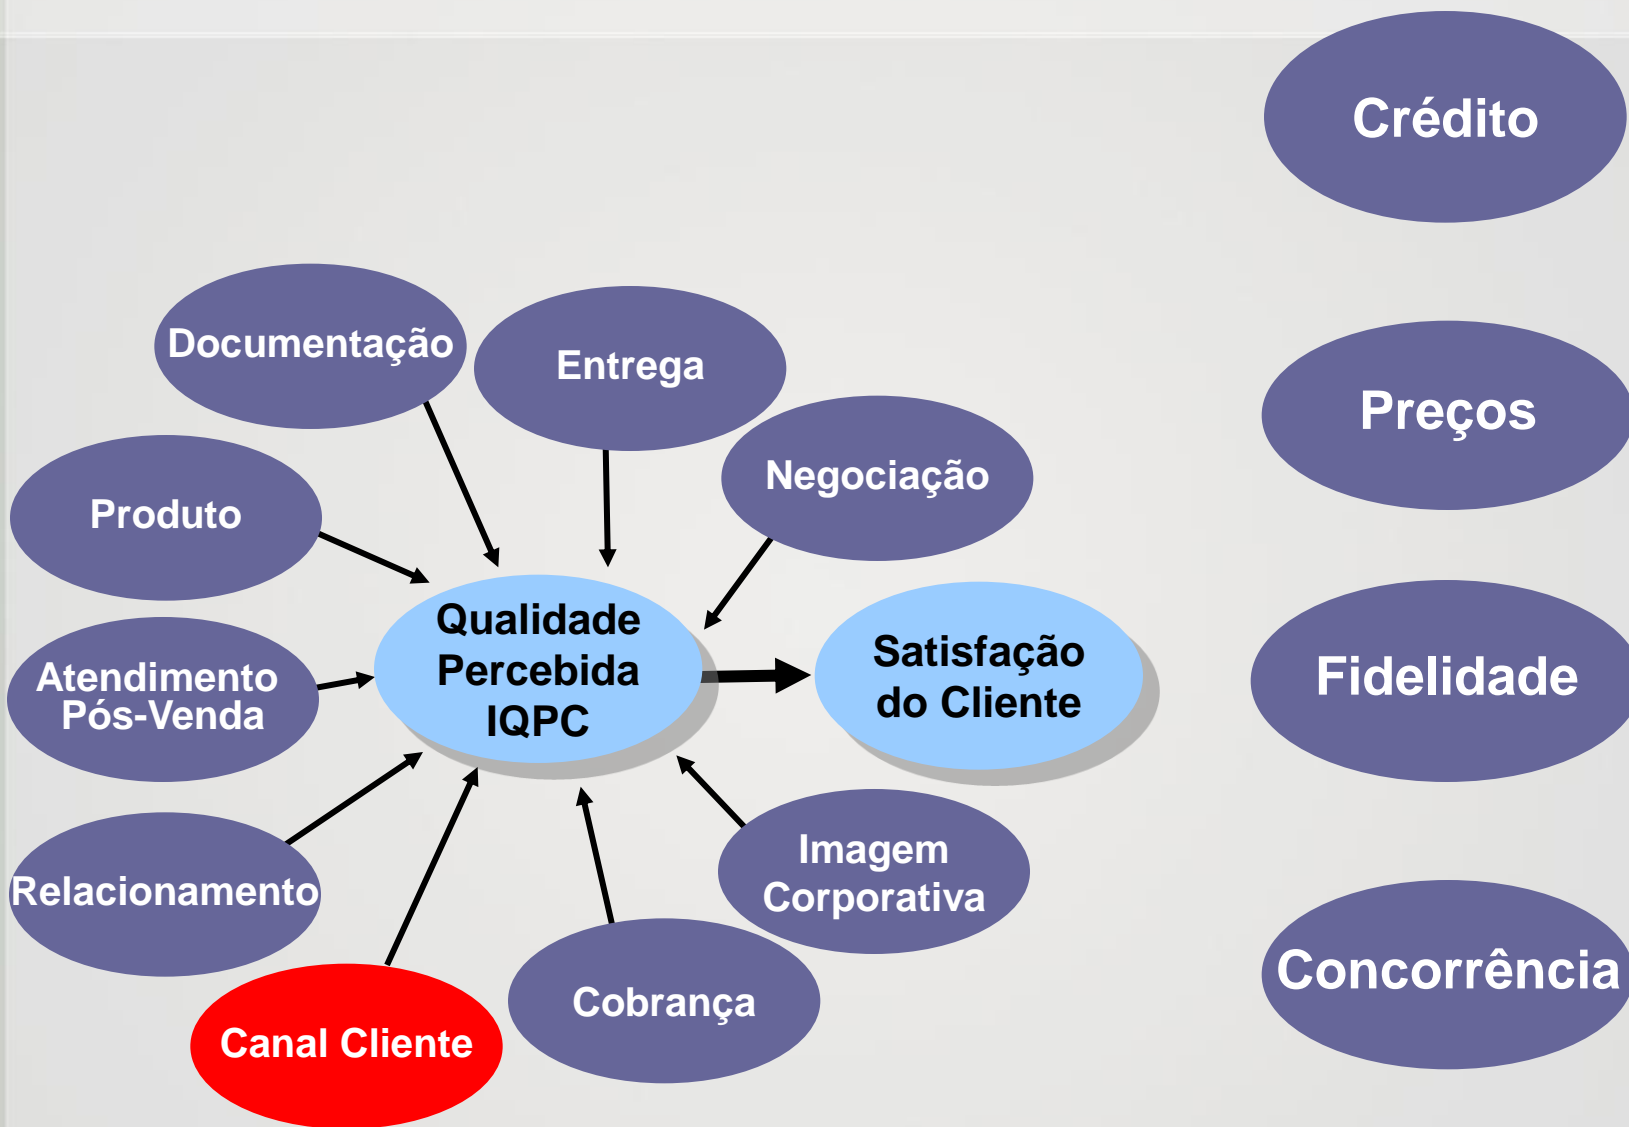 Crédito
Documentação
Entrega
Preços
Negociação
Produto
Qualidade
Percebida
IQPC
Satisfação
do Cliente
Fidelidade
Atendimento
Pós-Venda
Imagem
Corporativa
Relacionamento
Concorrência
Cobrança
Canal Cliente